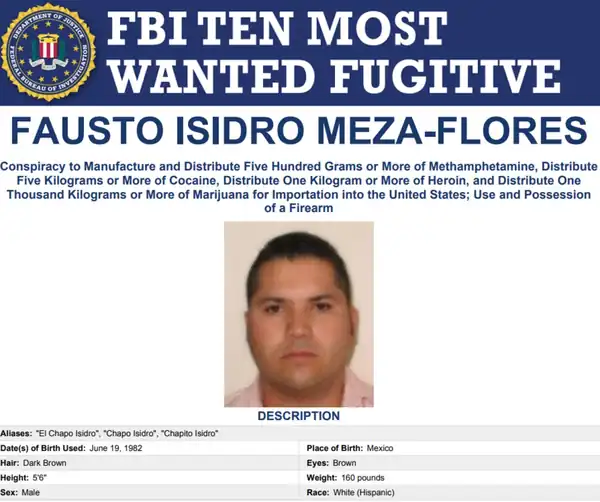 FBI TEN MOST
WANTED FUGITIVE
FAUSTO ISIDRO MEZA-FLORES
Conspiracy to Manufacture and Distribute Five Hundred Grams or More of Methamphetamine, Distribute
Five Kilograms or More of Cocaine, Distribute One Kilogram or More of Heroin, and Distribute One
Thousand Kilograms or More of Marijuana for Importation into the United States; Use and Possession
of a Firearm
DESCRIPTION
Aliases: "El Chapo Isidro", "Chapo Isidro", "Chapito Isidro"
Date(s) of Birth Used: June 19, 1982 Place of Birth: Mexico
Hair: Dark Brown Eyes: Brown
Height: 5'6" Weight: 160 pounds
Sex: Male Race: White (Hispanic)
DEPARTMENT OF JUSTICE
FEDERAL BUREAU OF INVESTIGATION